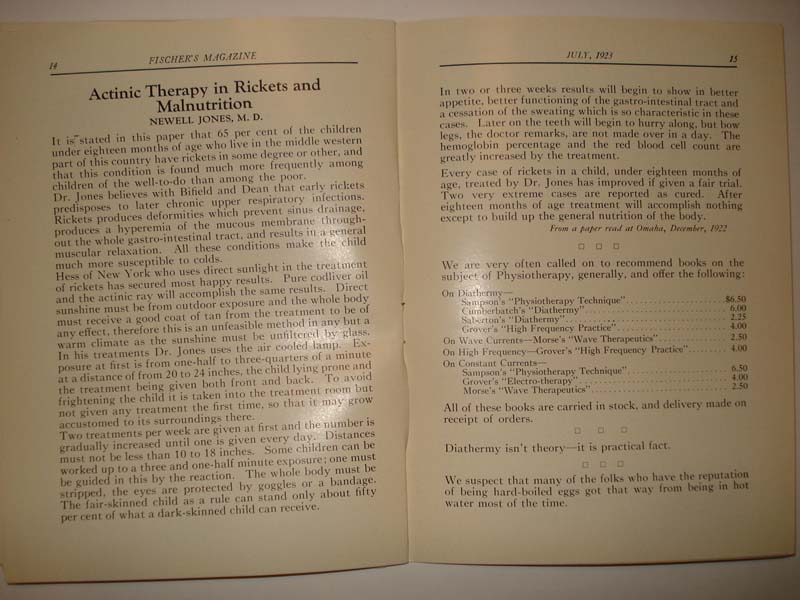 14
FISCHER'S MAGAZINE
Actinic Therapy in Rickets and
Malnutrition
NEWELL JONES, M. D.
It is stated in this paper that 65 per cent of the children
under eighteen months of age who live in the middle western
part of this country have rickets in some degree or other, and
that this condition is found much more frequently among
children of the well-to-do than among the poor.
Dr. Jones believes with Bifield and Dean that early rickets
predisposes to later chronic upper respiratory infections.
Rickets produces deformities which prevent sinus drainage,
produces a hyperemia of the mucous membrane through-
out the whole gastro-intestinal tract, and results in a general
muscular relaxation. All these conditions make the child
much more susceptible to colds.
Hess of New York who uses direct sunlight in the treatment
of rickets has secured most happy results. Pure codliver oil
and the actinic ray will accomplish the same results. Direct
sunshine must be from outdoor exposure and the whole body
must receive a good coat of tan from the treatment to be of
any effect, therefore this is an unfeasible method in any but a
warm climate as the sunshine must be unfiltered by glass.
In his treatments Dr. Jones uses the air cooled lamp. Ex-
posure at first is from one-half to three-quarters of a minute
at a distance of from 20 to 24 inches, the child lying prone and
the treatment being given both front and back. To avoid
frightening the child it is taken into the treatment room but
not given any treatment the first time, so that it may grow
accustomed to its surroundings there.
Two treatments per week are given at first and the number is
gradually increased until one is given every day. Distances
must not be less than 10 to 18 inches. Some children can be
worked up to a three and one-half minute exposure; one must
be guided in this by the reaction. The whole body must be
stripped, the eyes are protected by goggles or a bandage.
The fair-skinned child as a rule can stand only about fifty
per cent of what a dark-skinned child can receive.
JULY, 1923
15
In two or three weeks results will begin to show in better
appetite, better functioning of the gastro-intestinal tract and
a cessation of the sweating which is so characteristic in these
cases. Later on the teeth will begin to hurry along, but bow
legs, the doctor remarks, are not made over in a day. The
hemoglobin percentage and the red blood cell count are
greatly increased by the treatment.
Every case of rickets in a child, under eighteen months of
age, treated by Dr. Jones has improved if given a fair trial.
Two very extreme cases are reported as cured. After
eighteen months of age treatment will accomplish nothing
except to build up the general nutrition of the body.
From a paper read at Omaha, December, 1922
We are very often called on to recommend books on the
subject of Physiotherapy, generally, and offer the following:
On Diathermy—
Sampson's "Physiotherapy Technique" $6.50
Cumberbatch's "Diathermy" 6.00
Saberton's "Diathermy" 2.25
Grover's "High Frequency Practice" 4.00
On Wave Currents—Morse's "Wave Therapeutics" 2.50
On High Frequency—Grover's "High Frequency Practice" 4.00
On Constant Currents—
Sampson's "Physiotherapy Technique" 6.50
Grover's "Electro-therapy" 4.00
Morse's "Wave Therapeutics" 2.50
All of these books are carried in stock, and delivery made on
receipt of orders.
Diathermy isn't theory—it is practical fact.
We suspect that many of the folks who have the reputation
of being hard-boiled eggs got that way from being in hot
water most of the time.